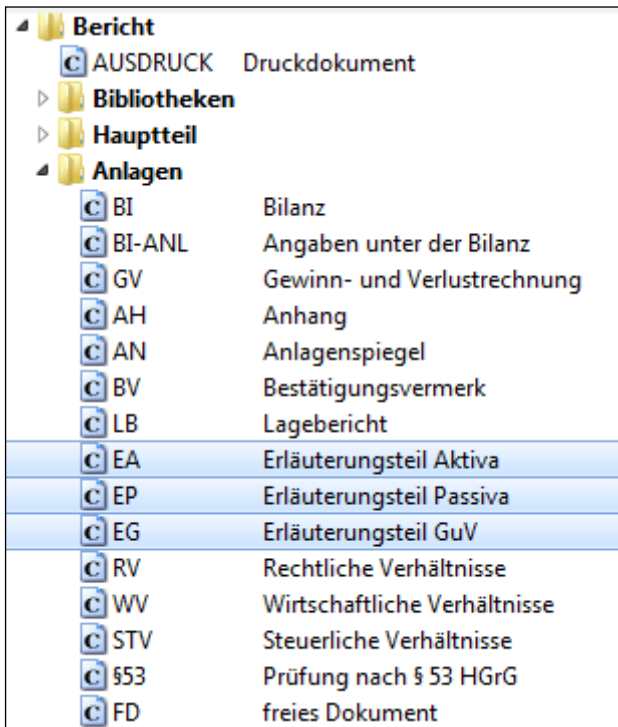 Bericht
AUSDRUCK Druckdokument
Bibliotheken
Hauptteil
Anlagen
BI Bilanz
BI-ANL Angaben unter der Bilanz
GV Gewinn- und Verlustrechnung
AH Anhang
AN Anlagenspiegel
BV Bestätigungsvermerk
LB Lagebericht
EA Erläuterungsteil Aktiva
EP Erläuterungsteil Passiva
EG Erläuterungsteil GuV
RV Rechtliche Verhältnisse
WV Wirtschaftliche Verhältnisse
STV Steuerliche Verhältnisse
§53 Prüfung nach § 53 HGrG
FD freies Dokument